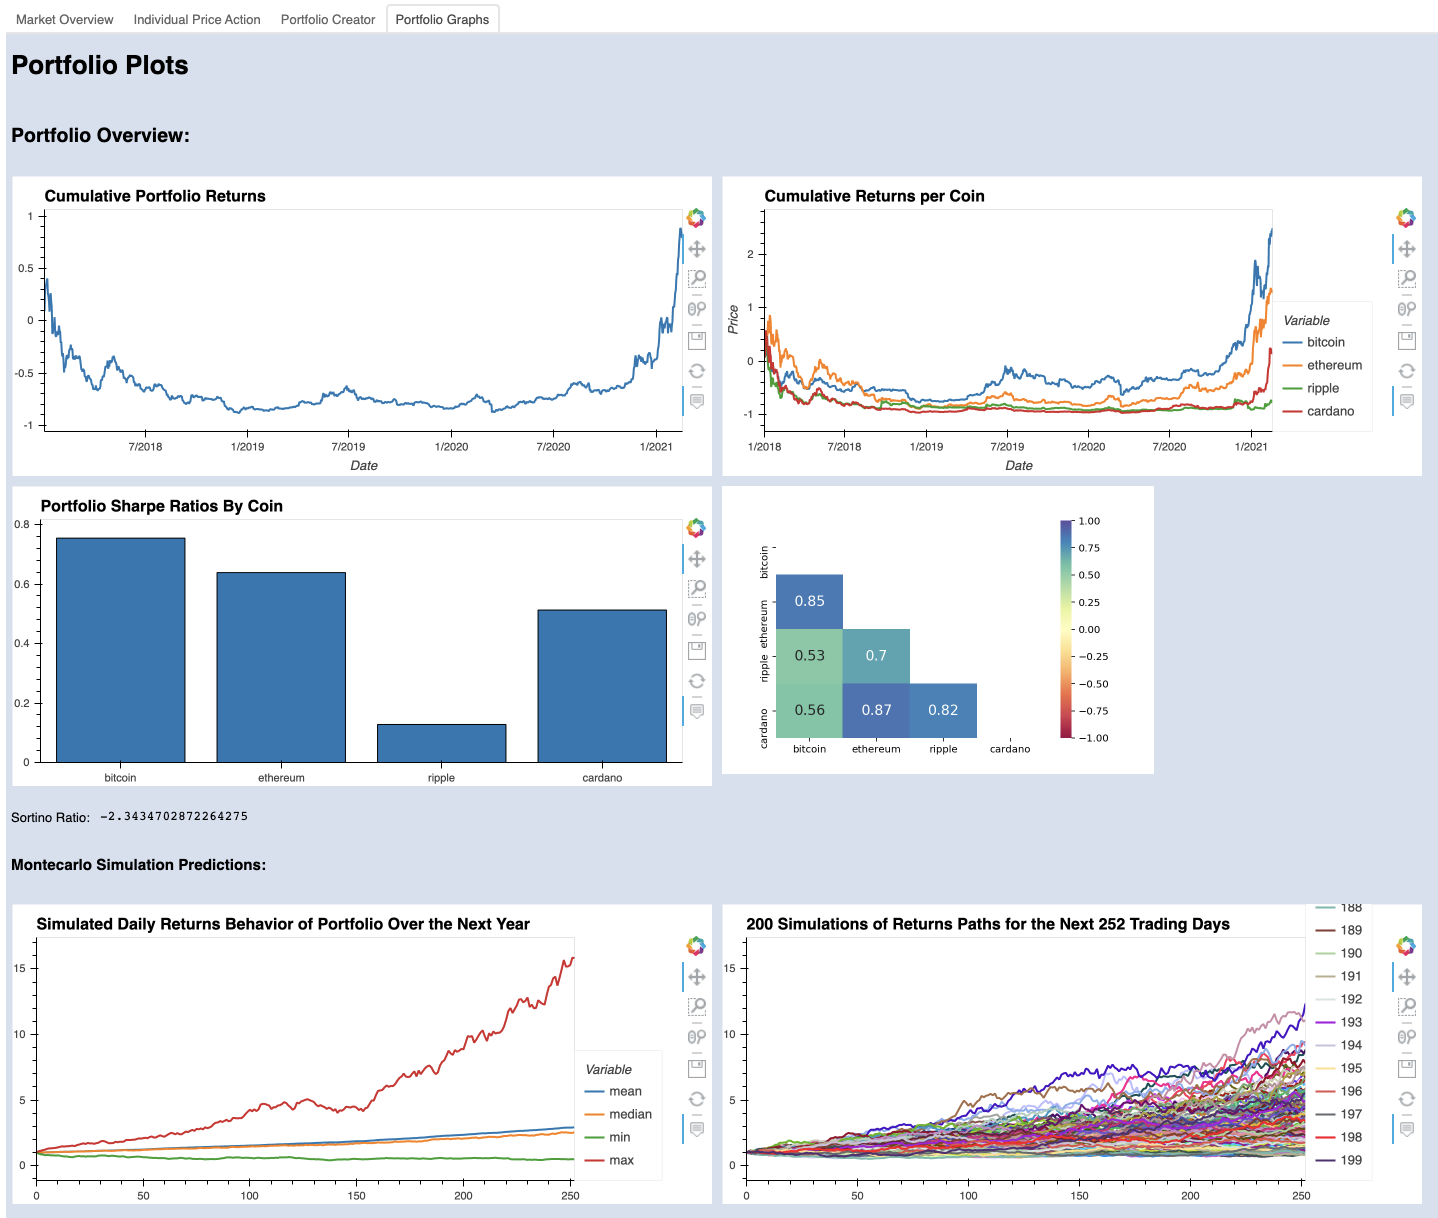 Market Overview Individual Price Action Portfolio Creator Portfolio Graphs
Portfolio Plots
Portfolio Overview:
Cumulative Portfolio Returns
1
0.5
0
-0.5
-1
7/2018 1/2019 7/2019 1/2020 7/2020 1/2021
Date
Cumulative Returns per Coin
Price
2
1
0
-1
1/2018 7/2018 1/2019 7/2019 1/2020 7/2020 1/2021
Date
Variable
bitcoin
ethereum
ripple
cardano
Portfolio Sharpe Ratios By Coin
0.8
0.6
0.4
0.2
0
bitcoin ethereum ripple cardano
bitcoin
ethereum
ripple
cardano
0.85
0.53 0.7
0.56 0.87 0.82
bitcoin ethereum ripple cardano
1.00
0.75
0.50
0.25
0.00
−0.25
−0.50
−0.75
−1.00
Sortino Ratio: -2.3434702872264275
Montecarlo Simulation Predictions:
Simulated Daily Returns Behavior of Portfolio Over the Next Year
15
10
5
0
0 50 100 150 200 250
Variable
mean
median
min
max
200 Simulations of Returns Paths for the Next 252 Trading Days
15
10
5
0
0 50 100 150 200 250
188
189
190
191
192
193
194
195
196
197
198
199